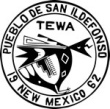 PUEBLO DE SAN ILDEFONSO
TEWA
19 NEW MEXICO 62